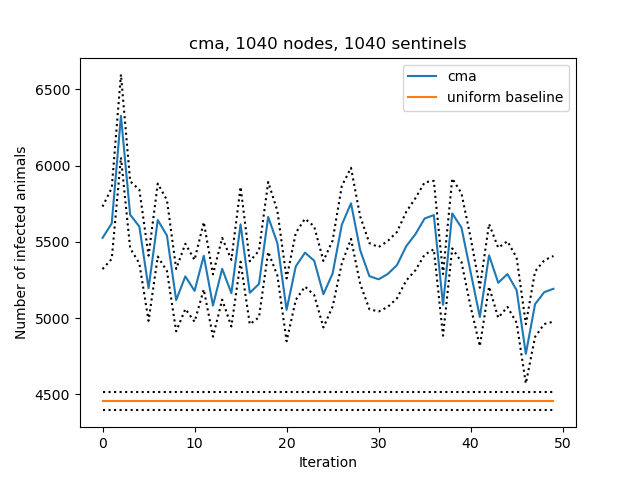 cma, 1040 nodes, 1040 sentinels
cma
uniform baseline
Number of infected animals
6500
6000
5500
5000
4500
0 10 20 30 40 50
Iteration